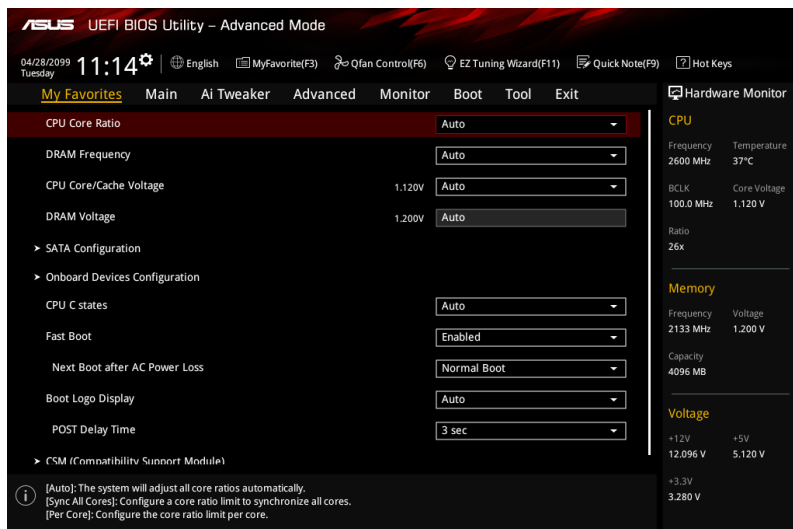 ASUS UEFI BIOS Utility – Advanced Mode
04/28/2099 Tuesday 11:14 English MyFavorite(F3) Qfan Control(F6) EZ Tuning Wizard(F11) Quick Note(F9) ? Hot Keys
My Favorites Main Ai Tweaker Advanced Monitor Boot Tool Exit
CPU Core Ratio Auto
DRAM Frequency Auto
CPU Core/Cache Voltage 1.120V Auto
DRAM Voltage 1.200V Auto
SATA Configuration
Onboard Devices Configuration
CPU C states Auto
Fast Boot Enabled
Next Boot after AC Power Loss Normal Boot
Boot Logo Display Auto
POST Delay Time 3 sec
CSM (Compatibility Support Module)
[Auto]: The system will adjust all core ratios automatically.
[Sync All Cores]: Configure a core ratio limit to synchronize all cores.
[Per Core]: Configure the core ratio limit per core.
Hardware Monitor
CPU
Frequency Temperature
2600 MHz 37°C
BCLK Core Voltage
100.0 MHz 1.120 V
Ratio
26x
Memory
Frequency Voltage
2133 MHz 1.200 V
Capacity
4096 MB
Voltage
+12V +5V
12.096 V 5.120 V
+3.3V
3.280 V